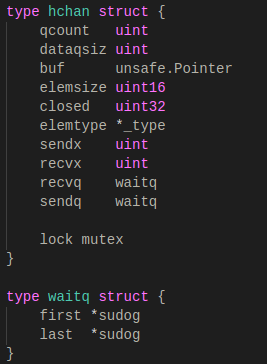 type hchan struct {
    qcount   uint
    dataqsiz uint
    buf      unsafe.Pointer
    elemsize uint16
    closed   uint32
    elemtype *_type
    sendx    uint
    recvx    uint
    recvq    waitq
    sendq    waitq

    lock mutex
}

type waitq struct {
    first *sudog
    last  *sudog
}